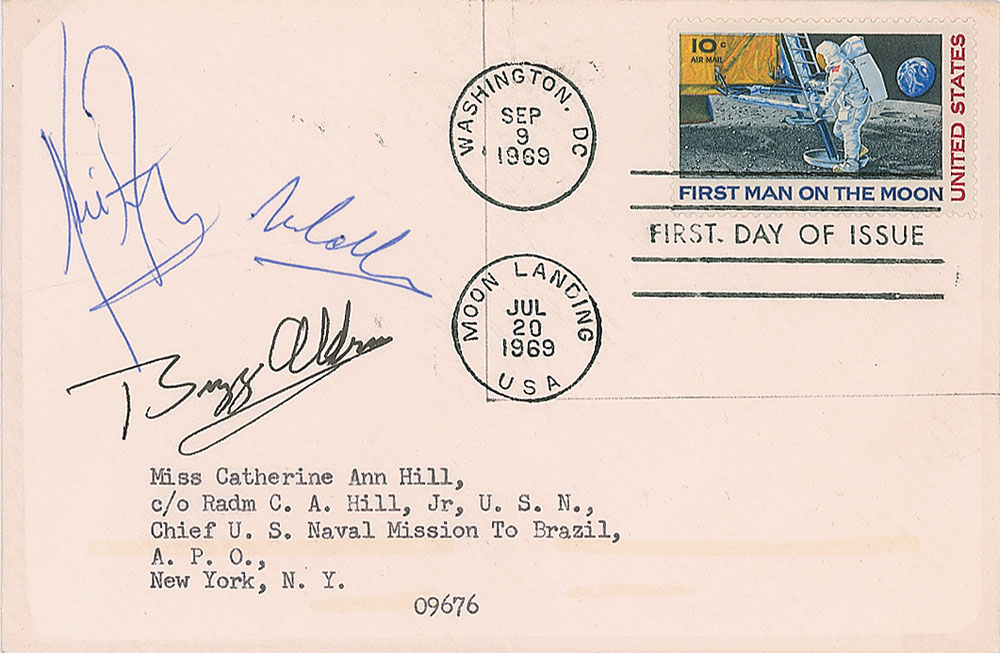 10c
AIR MAIL
UNITED STATES
FIRST MAN ON THE MOON
WASHINGTON, DC
SEP
9
1969
FIRST DAY OF ISSUE
MOON LANDING
JUL
20
1969
USA
Buzz Aldrin
Miss Catherine Ann Hill,
c/o Radm C. A. Hill, Jr, U. S. N.,
Chief U. S. Naval Mission To Brazil,
A. P. O.,
New York, N. Y.
09676